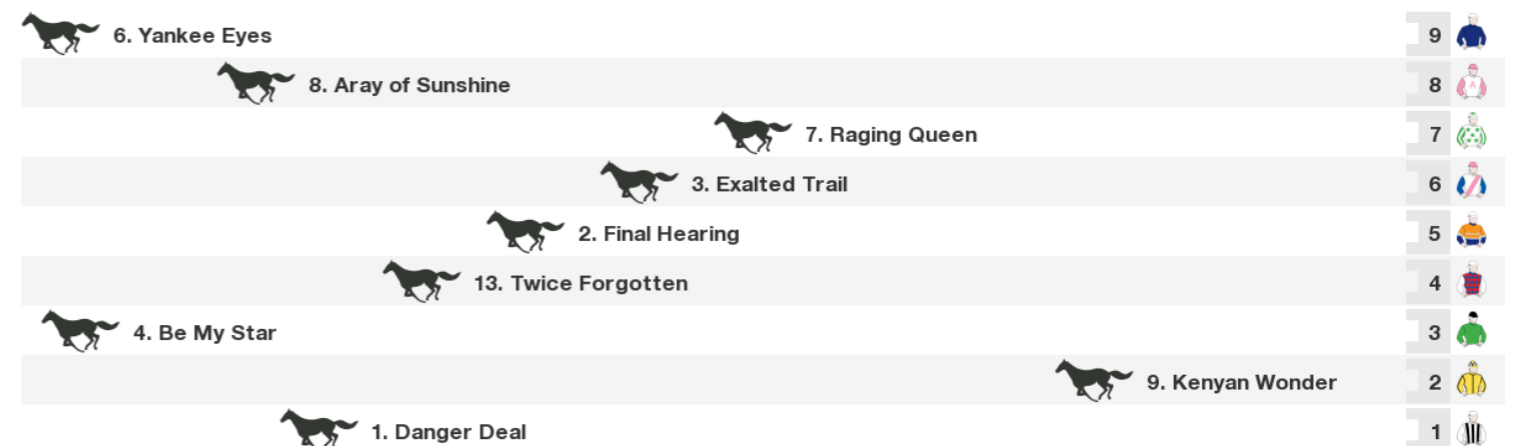 6. Yankee Eyes 9
8. Aray of Sunshine 8 A
7. Raging Queen 7
3. Exalted Trail 6
2. Final Hearing 5
13. Twice Forgotten 4
4. Be My Star 3
9. Kenyan Wonder 2
1. Danger Deal 1